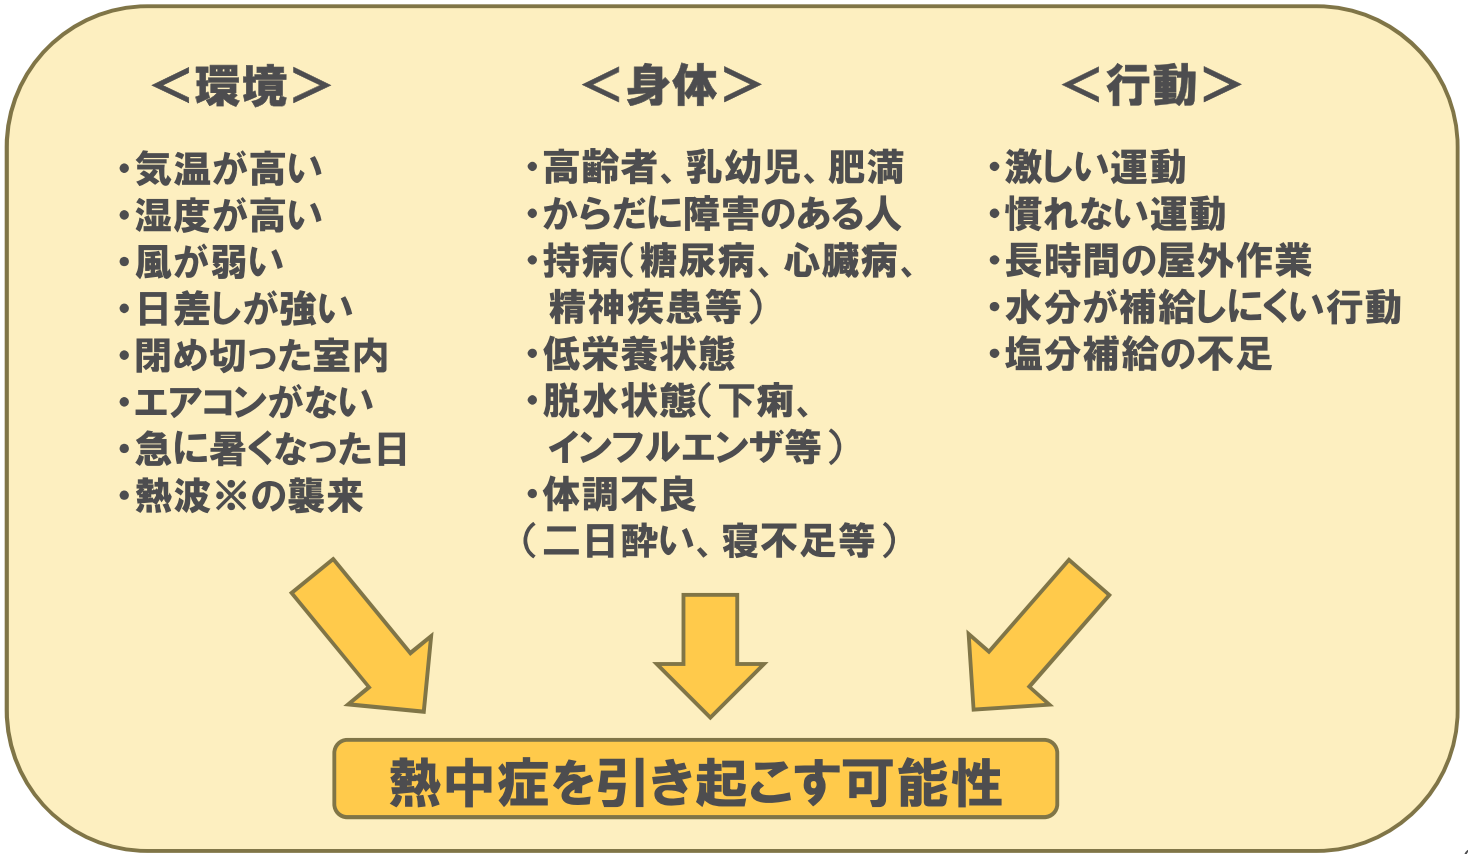 ＜環境＞
・気温が高い
・湿度が高い
・風が弱い
・日差しが強い
・閉め切った室内
・エアコンがない
・急に暑くなった日
・熱波※の襲来
＜身体＞
・高齢者、乳幼児、肥満
・からだに障害のある人
・持病（糖尿病、心臓病、
精神疾患等）
・低栄養状態
・脱水状態（下痢、
インフルエンザ等）
・体調不良
（二日酔い、寝不足等）
＜行動＞
・激しい運動
・慣れない運動
・長時間の屋外作業
・水分が補給しにくい行動
・塩分補給の不足
熱中症を引き起こす可能性